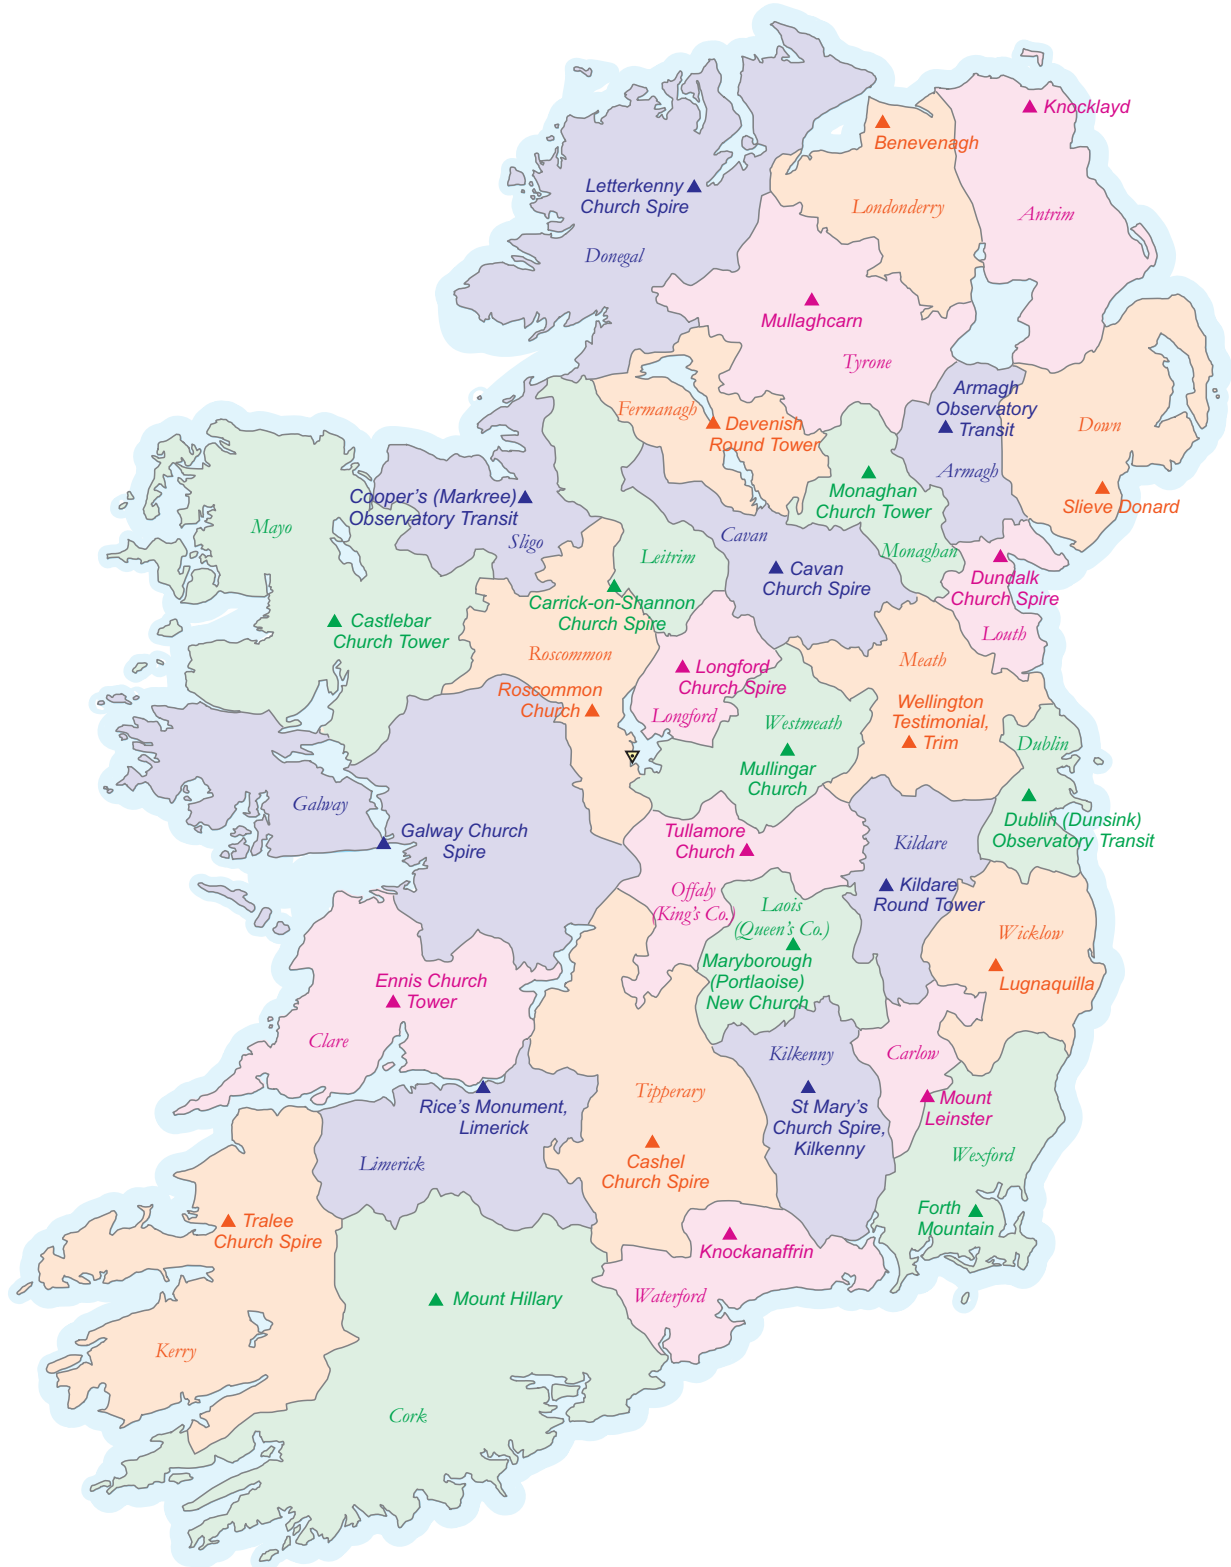 Knocklayd
Benevenagh
Letterkenny
Church Spire
Londonderry
Antrim
Donegal
Mullaghcarn
Tyrone
Armagh
Observatory
Transit
Fermanagh
Devenish
Round Tower
Down
Armagh
Monaghan
Church Tower
Slieve Donard
Cooper's (Markree)
Observatory Transit
Mayo
Sligo
Cavan
Leitrim
Monaghan
Cavan
Church Spire
Dundalk
Church Spire
Carrick-on-Shannon
Church Spire
Castlebar
Church Tower
Louth
Roscommon
Meath
Longford
Church Spire
Roscommon
Church
Longford
Westmeath
Wellington
Testimonial,
Trim
Dublin
Mullingar
Church
Galway
Dublin (Dunsink)
Observatory Transit
Galway Church
Spire
Tullamore
Church
Kildare
Kildare
Round Tower
Offaly
(King's Co.)
Laois
(Queen's Co.)
Wicklow
Maryborough
(Portlaoise)
New Church
Lugnaquilla
Ennis Church
Tower
Clare
Kilkenny
Carlow
Tipperary
Rice's Monument,
Limerick
St Mary's
Church Spire,
Kilkenny
Mount
Leinster
Limerick
Cashel
Church Spire
Wexford
Forth
Mountain
Tralee
Church Spire
Knockanaffrin
Mount Hillary
Waterford
Kerry
Cork